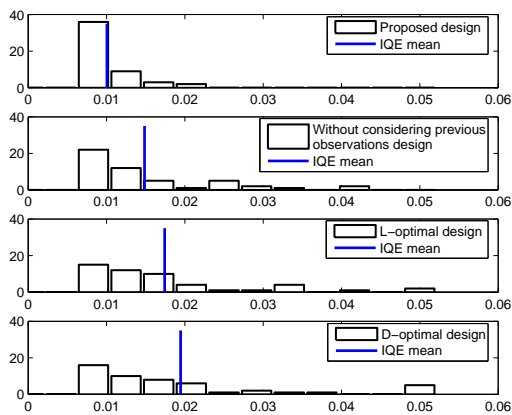 40
20
0
0 0.01 0.02 0.03 0.04 0.05 0.06
Proposed design
IQE mean
40
20
0
0 0.01 0.02 0.03 0.04 0.05 0.06
Without considering previous
observations design
IQE mean
40
20
0
0 0.01 0.02 0.03 0.04 0.05 0.06
L−optimal design
IQE mean
40
20
0
0 0.01 0.02 0.03 0.04 0.05 0.06
D−optimal design
IQE mean